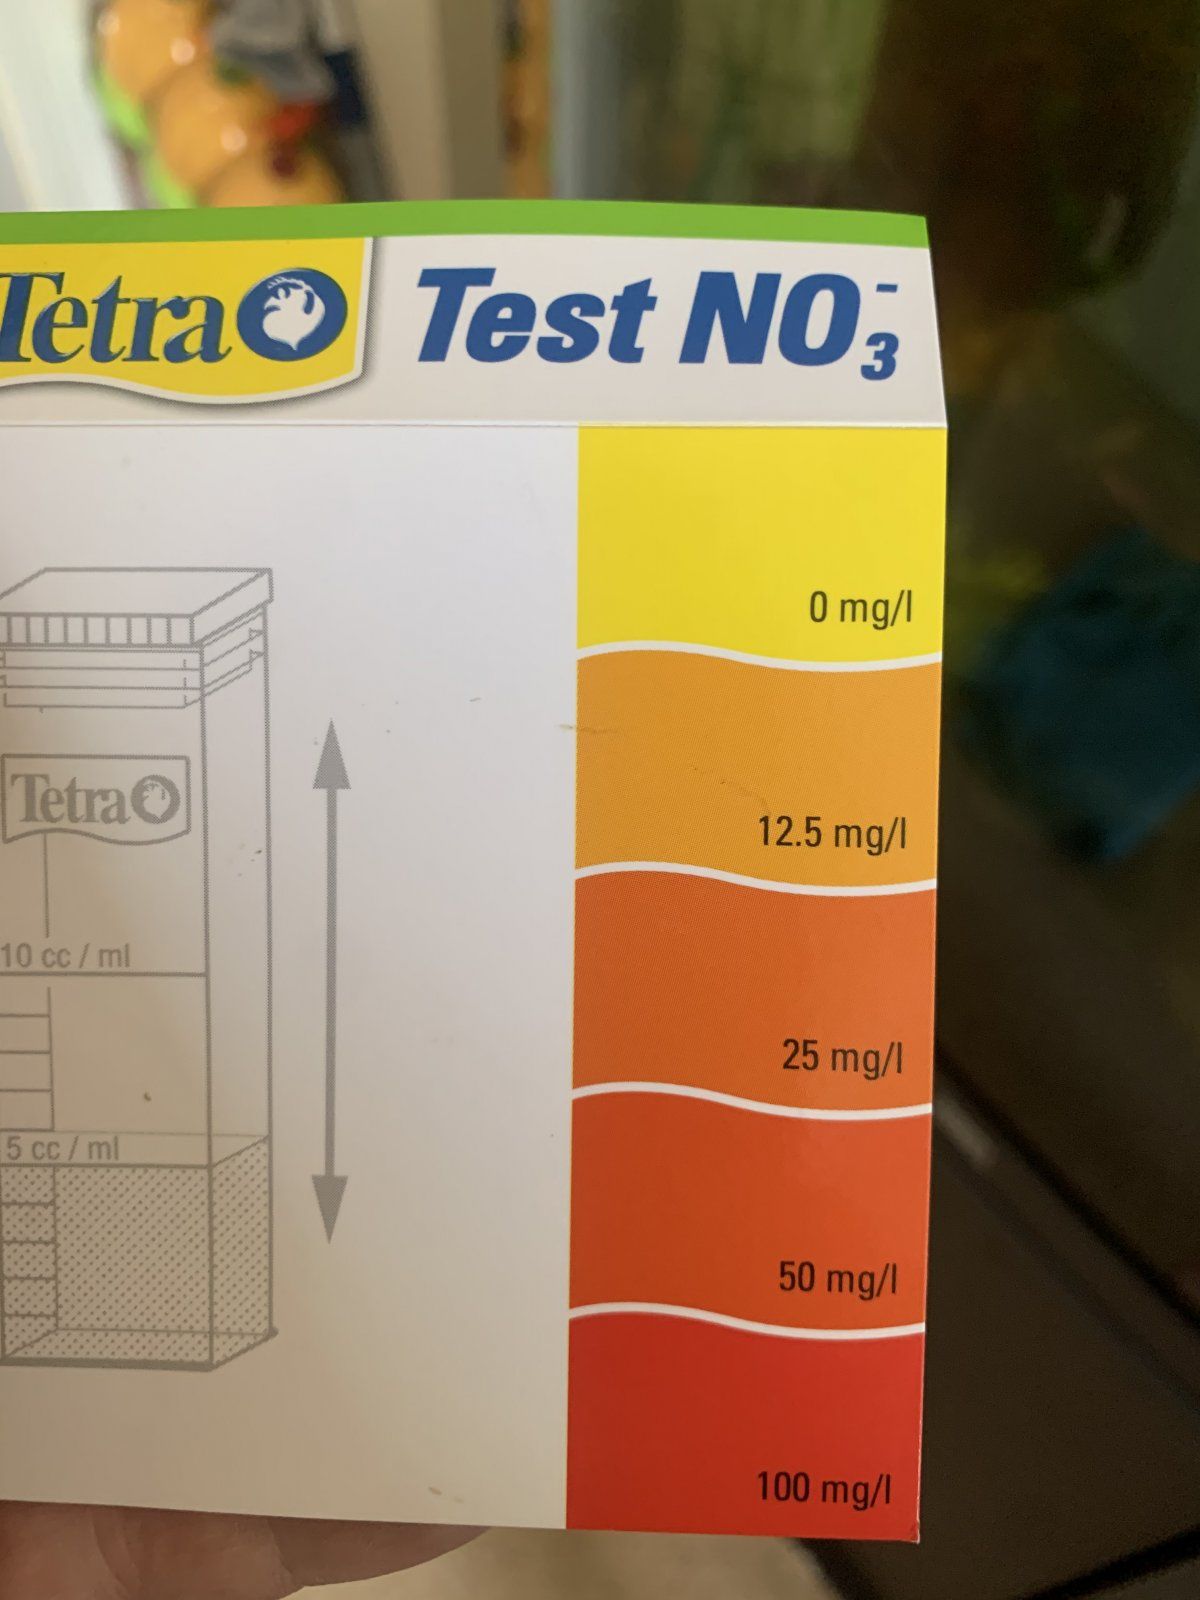 Tetra Test NO3-
0 mg/l
12.5 mg/l
Tetra
10 cc / ml
25 mg/l
5 cc / ml
50 mg/l
100 mg/l